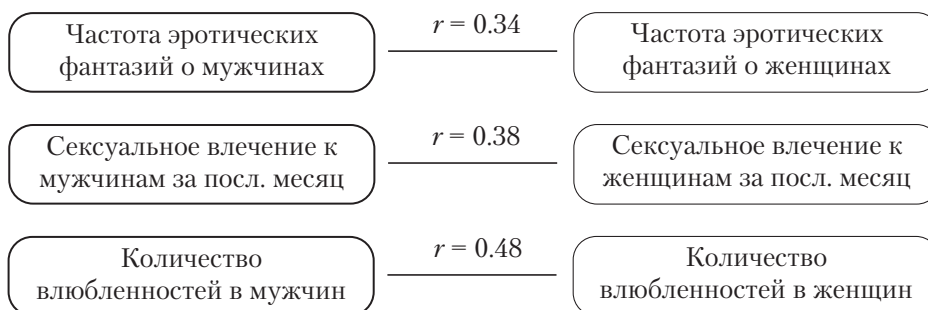 Частота эротических
фантазий о мужчинах
r = 0.34
Частота эротических
фантазий о женщинах
Сексуальное влечение к
мужчинам за посл. месяц
r = 0.38
Сексуальное влечение к
женщинам за посл. месяц
Количество
влюбленностей в мужчин
r = 0.48
Количество
влюбленностей в женщин